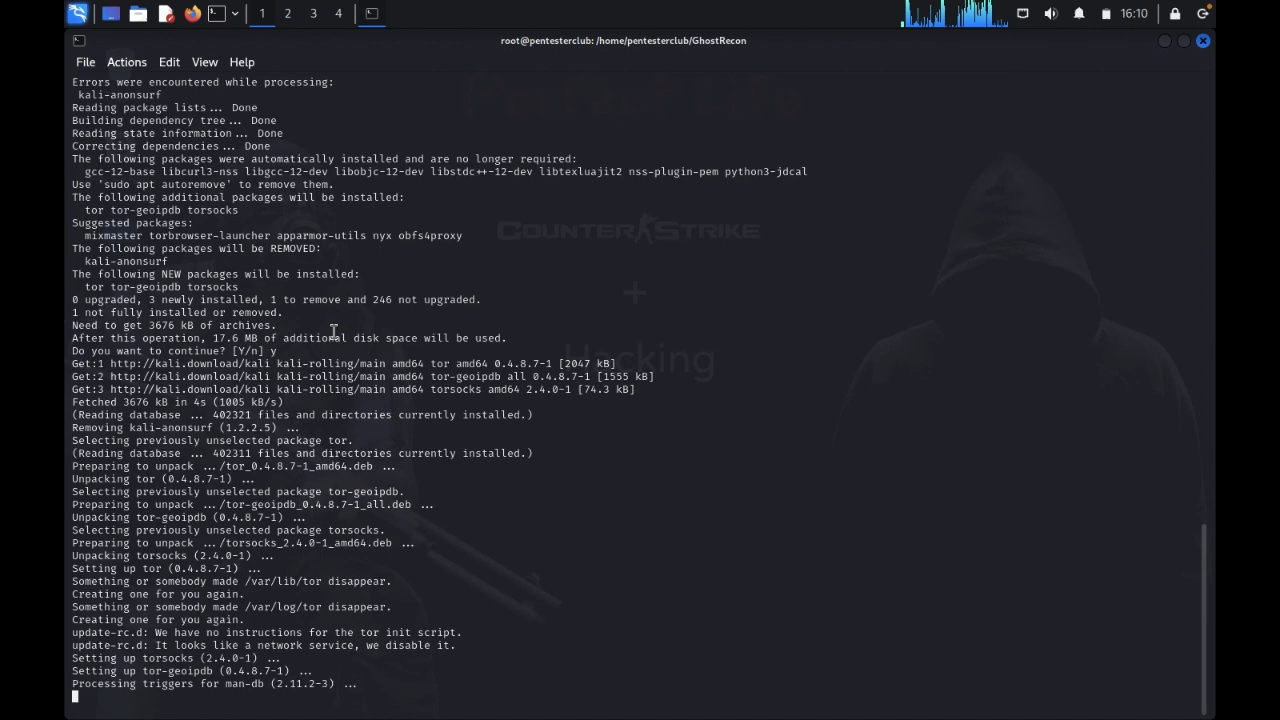 1 2 3 4
16:10
root@pentesterclub: /home/pentesterclub/GhostRecon
File Actions Edit View Help
Errors were encountered while processing:
kali-anonsurf
Reading package lists... Done
Building dependency tree... Done
Reading state information... Done
Correcting dependencies... Done
The following packages were automatically installed and are no longer required:
gcc-12-base libcurl3-nss libgcc-12-dev libobjc-12-dev libstdc++-12-dev libtexluajit2 nss-plugin-pem python3-jdcal
Use 'sudo apt autoremove' to remove them.
The following additional packages will be installed:
tor tor-geoipdb torsocks
Suggested packages:
mixmaster torbrowser-launcher apparmor-utils nyx obfs4proxy
The following packages will be REMOVED:
kali-anonsurf
The following NEW packages will be installed:
tor tor-geoipdb torsocks
0 upgraded, 3 newly installed, 1 to remove and 246 not upgraded.
1 not fully installed or removed.
Need to get 3676 kB of archives.
After this operation, 17.6 MB of additional disk space will be used.
Do you want to continue? [Y/n] y
Get:1 http://kali.download/kali kali-rolling/main amd64 tor amd64 0.4.8.7-1 [2047 kB]
Get:2 http://kali.download/kali kali-rolling/main amd64 tor-geoipdb all 0.4.8.7-1 [1555 kB]
Get:3 http://kali.download/kali kali-rolling/main amd64 torsocks amd64 2.4.0-1 [74.3 kB]
Fetched 3676 kB in 4s (1005 kB/s)
(Reading database ... 402321 files and directories currently installed.)
Removing kali-anonsurf (1.2.2.5) ...
Selecting previously unselected package tor.
(Reading database ... 402311 files and directories currently installed.)
Preparing to unpack .../tor_0.4.8.7-1_amd64.deb ...
Unpacking tor (0.4.8.7-1) ...
Selecting previously unselected package tor-geoipdb.
Preparing to unpack .../tor-geoipdb_0.4.8.7-1_all.deb ...
Unpacking tor-geoipdb (0.4.8.7-1) ...
Selecting previously unselected package torsocks.
Preparing to unpack .../torsocks_2.4.0-1_amd64.deb ...
Unpacking torsocks (2.4.0-1) ...
Setting up tor (0.4.8.7-1) ...
Something or somebody made /var/lib/tor disappear.
Creating one for you again.
Something or somebody made /var/log/tor disappear.
Creating one for you again.
update-rc.d: We have no instructions for the tor init script.
update-rc.d: It looks like a network service, we disable it.
Setting up torsocks (2.4.0-1) ...
Setting up tor-geoipdb (0.4.8.7-1) ...
Processing triggers for man-db (2.11.2-3) ...
COUNTER STRIKE
+
Hacking